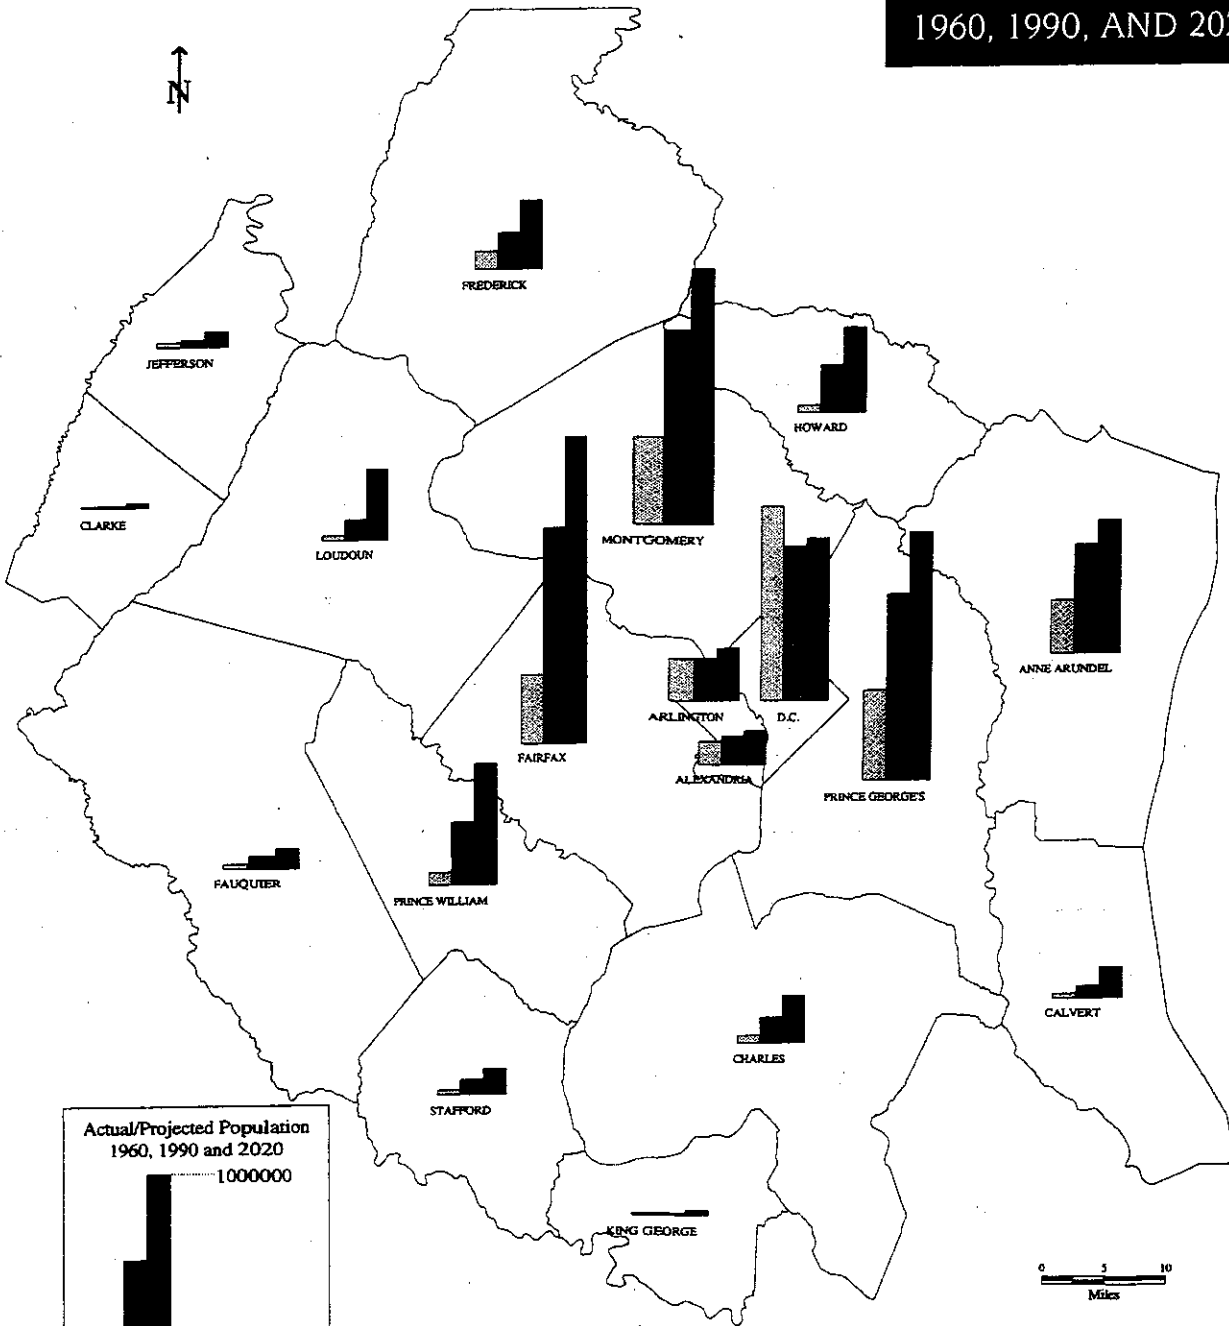 1960, 1990, AND 20
N
FREDERICK
JEFFERSON
HOWARD
CLARKE
LOUDOUN
MONTGOMERY
ANNE ARUNDEL
ARLINGTON
D.C.
FAIRFAX
ALEXANDRIA
PRINCE GEORGE'S
FAUQUIER
PRINCE WILLIAM
CALVERT
CHARLES
STAFFORD
Actual/Projected Population
1960, 1990 and 2020
1000000
KING GEORGE
0 5 10
Miles